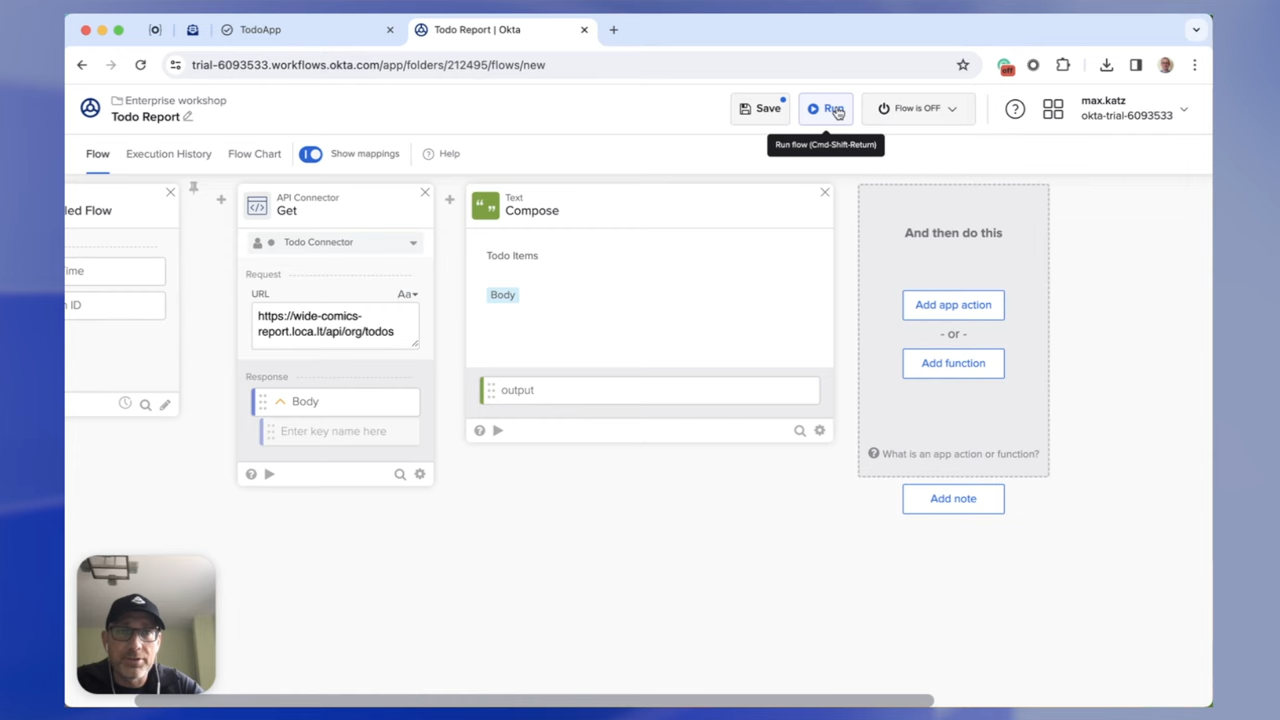 TodoApp
Todo Report | Okta
trial-6093533.workflows.okta.com/app/folders/212495/flows/new
off
Enterprise workshop
Todo Report
Save
Run
Flow is OFF
max.katz
okta-trial-6093533
Run flow (Cmd-Shift-Return)
Flow
Execution History
Flow Chart
Show mappings
Help
led Flow
ime
ID
API Connector
Get
Todo Connector
Request
URL
Aa
https://wide-comics-
report.loca.lt/api/org/todos
Response
Body
Enter key name here
Text
Compose
Todo Items
Body
output
And then do this
Add app action
- or -
Add function
What is an app action or function?
Add note